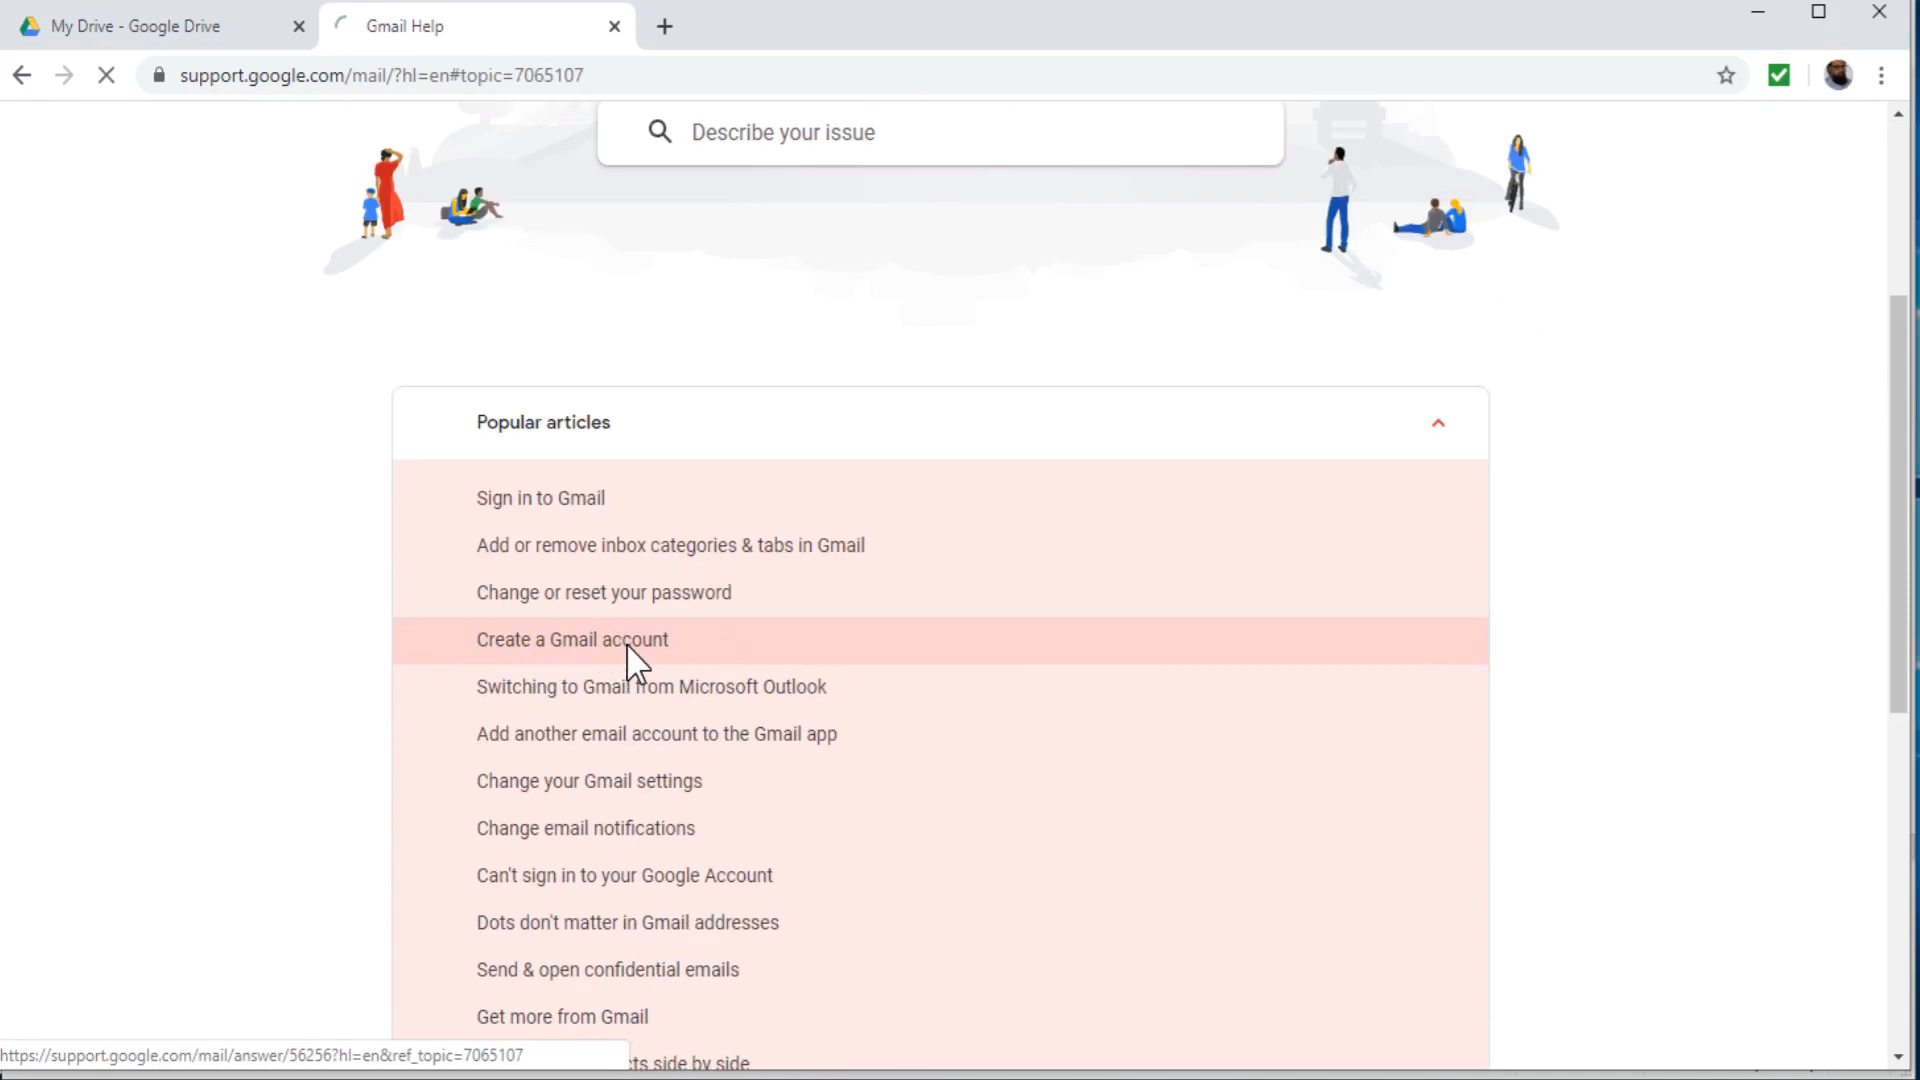 My Drive - Google Drive
Gmail Help
support.google.com/mail/?hl=en#topic=7065107
Describe your issue
Popular articles
Sign in to Gmail
Add or remove inbox categories & tabs in Gmail
Change or reset your password
Create a Gmail account
Switching to Gmail from Microsoft Outlook
Add another email account to the Gmail app
Change your Gmail settings
Change email notifications
Can't sign in to your Google Account
Dots don't matter in Gmail addresses
Send & open confidential emails
Get more from Gmail
https://support.google.com/mail/answer/56256?hl=en&ref_topic=7065107
side by side